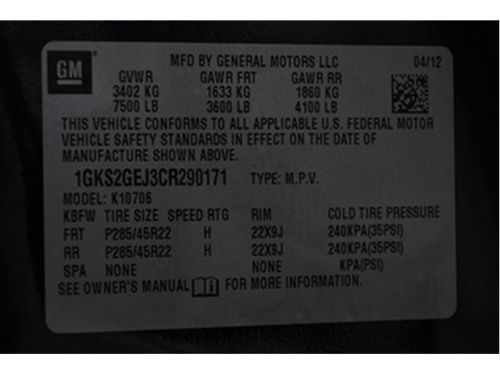 GM
MFD BY GENERAL MOTORS LLC 04/12
GVWR GAWR FRT GAWR RR
3402 KG 1633 KG 1860 KG
7500 LB 3600 LB 4100 LB
THIS VEHICLE CONFORMS TO ALL APPLICABLE U.S. FEDERAL MOTOR
VEHICLE SAFETY STANDARDS IN EFFECT ON THE DATE OF
MANUFACTURE SHOWN ABOVE.
1GKS2GEJ3CR290171 TYPE: M.P.V.
MODEL: K10706
KBFW TIRE SIZE SPEED RTG RIM COLD TIRE PRESSURE
FRT P285/45R22 H 22X9J 240KPA(35PSI)
RR P285/45R22 H 22X9J 240KPA(35PSI)
SPA NONE NONE KPA(PSI)
SEE OWNER'S MANUAL FOR MORE INFORMATION.